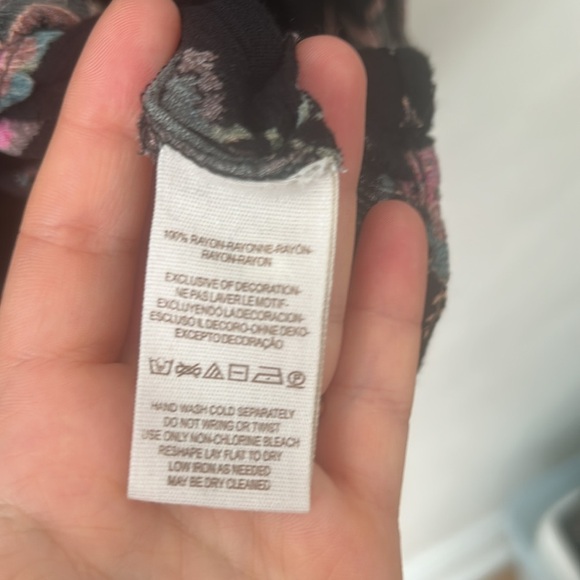 100% RAYON-RAYONNE-RAYÓN-
RAYON-RAYON
EXCLUSIVE OF DECORATION-
NE PAS LAVER LE MOTIF-
EXCLUYENDO LA DECORACION-
ESCLUSO IL DECORO-OHNE DEKO-
EXCEPTO DECORAÇÃO
HAND WASH COLD SEPARATELY
DO NOT WRING OR TWIST
USE ONLY NON-CHLORINE BLEACH
RESHAPE LAY FLAT TO DRY
LOW IRON AS NEEDED
MAY BE DRY CLEANED